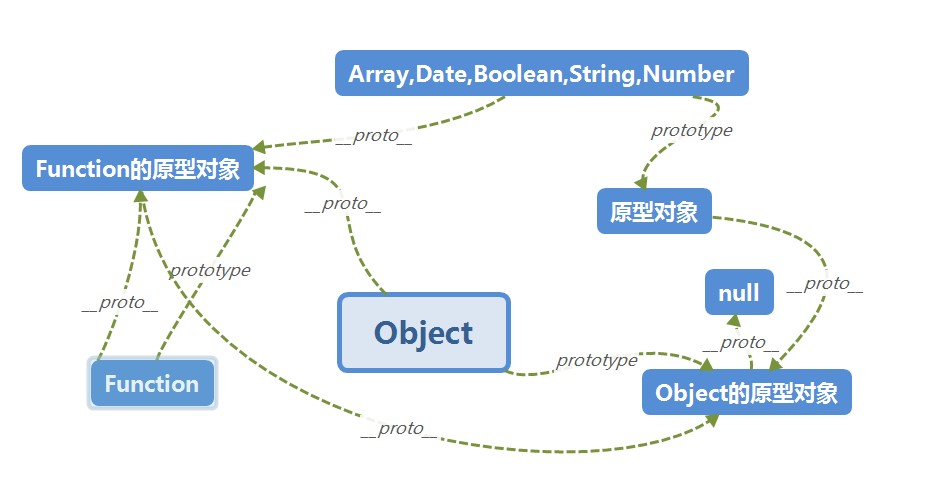 Array,Date,Boolean,String,Number
__proto__
prototype
Function的原型对象
__proto__
原型对象
prototype
__proto__
null
__proto__
Object
__proto__
prototype
Function
Object的原型对象
__proto__